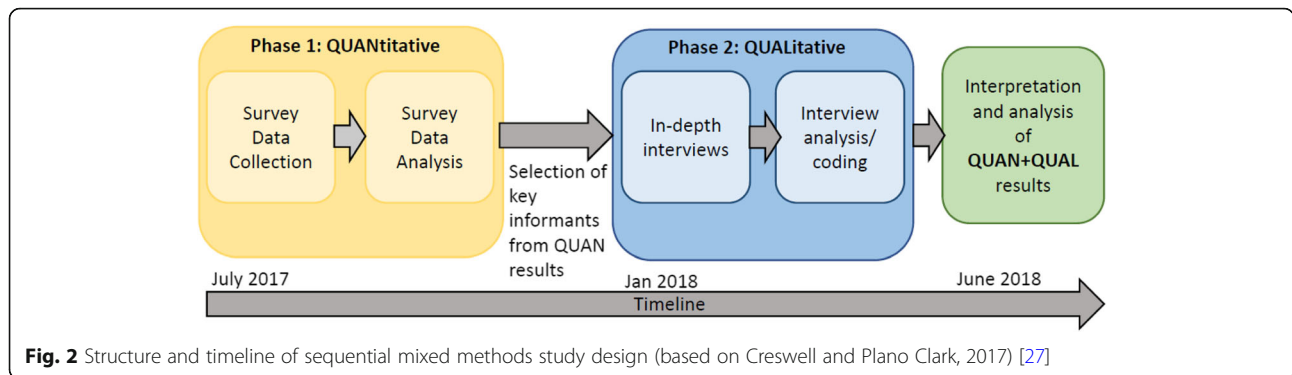 Phase 1: QUANtitative
Survey
Data
Collection
Survey
Data
Analysis
Selection of
key
informants
from QUAN
results
Phase 2: QUALitative
In-depth
interviews
Interview
analysis/
coding
Interpretation
and analysis
of
QUAN+QUAL
results
July 2017
Jan 2018
June 2018
Timeline
Fig. 2 Structure and timeline of sequential mixed methods study design (based on Creswell and Plano Clark, 2017) [27]